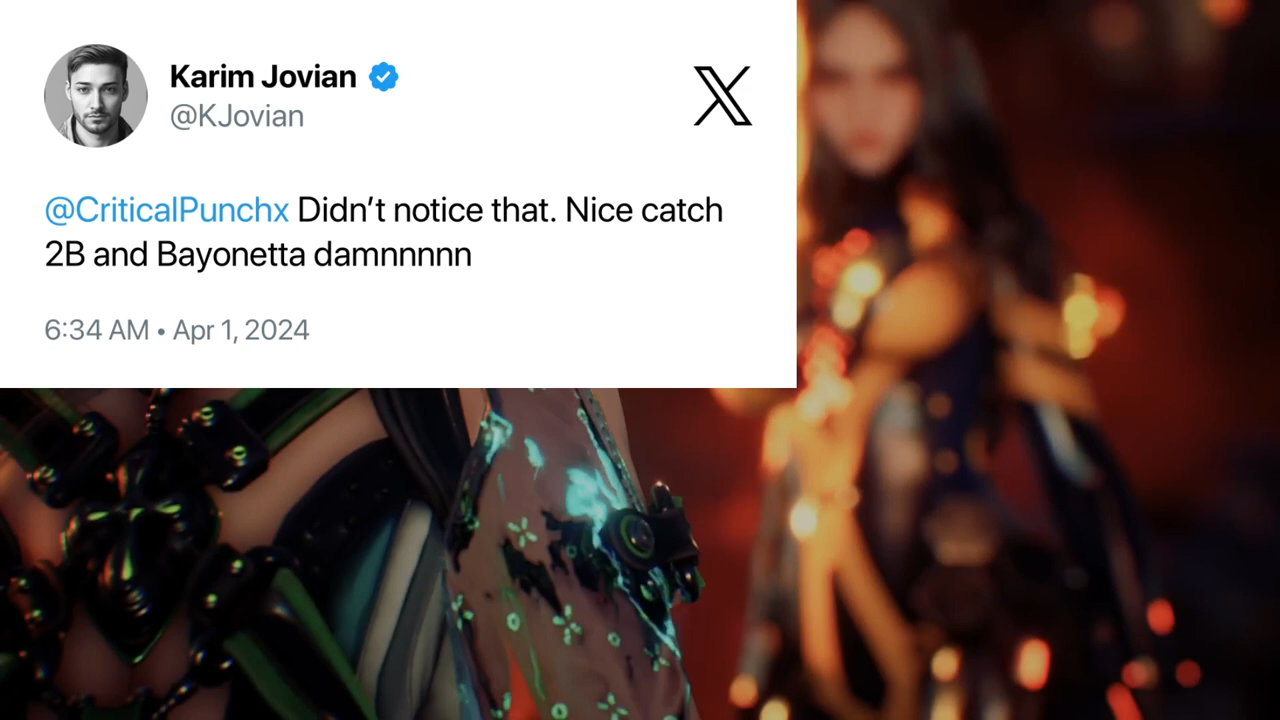 Karim Jovian
@KJovian
@CriticalPunchx Didn’t notice that. Nice catch
2B and Bayonetta damnnnnn
6:34 AM • Apr 1, 2024